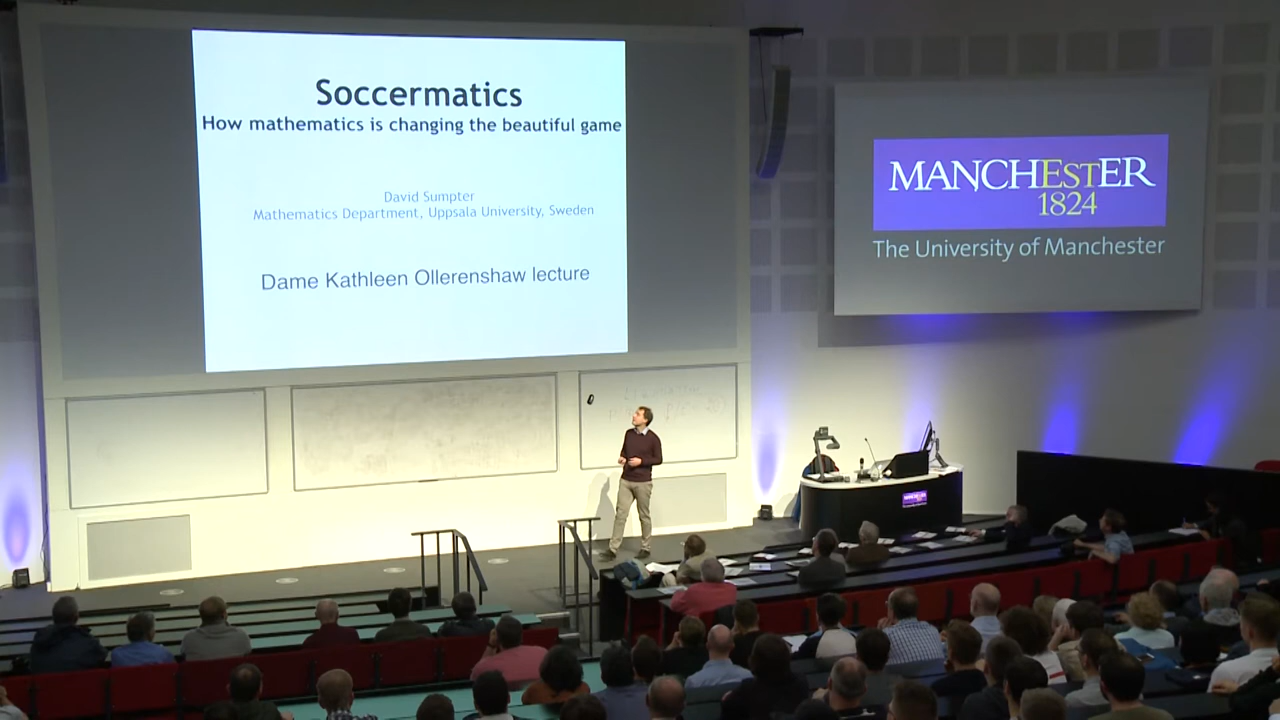 Soccermatics
How mathematics is changing the beautiful game
David Sumpter
Mathematics Department, Uppsala University, Sweden
Dame Kathleen Ollerenshaw lecture
MANCHEstER
1824
The University of Manchester